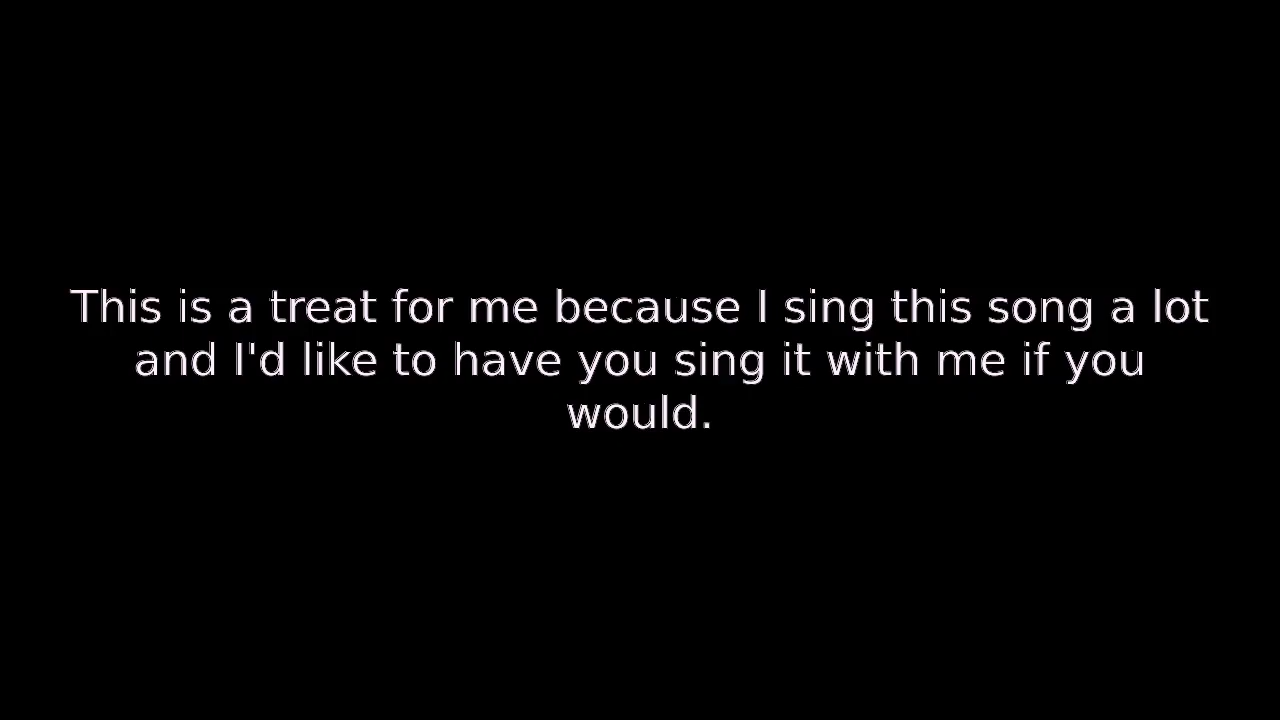 This is a treat for me because I sing this song a lot
and I'd like to have you sing it with me if you
would.